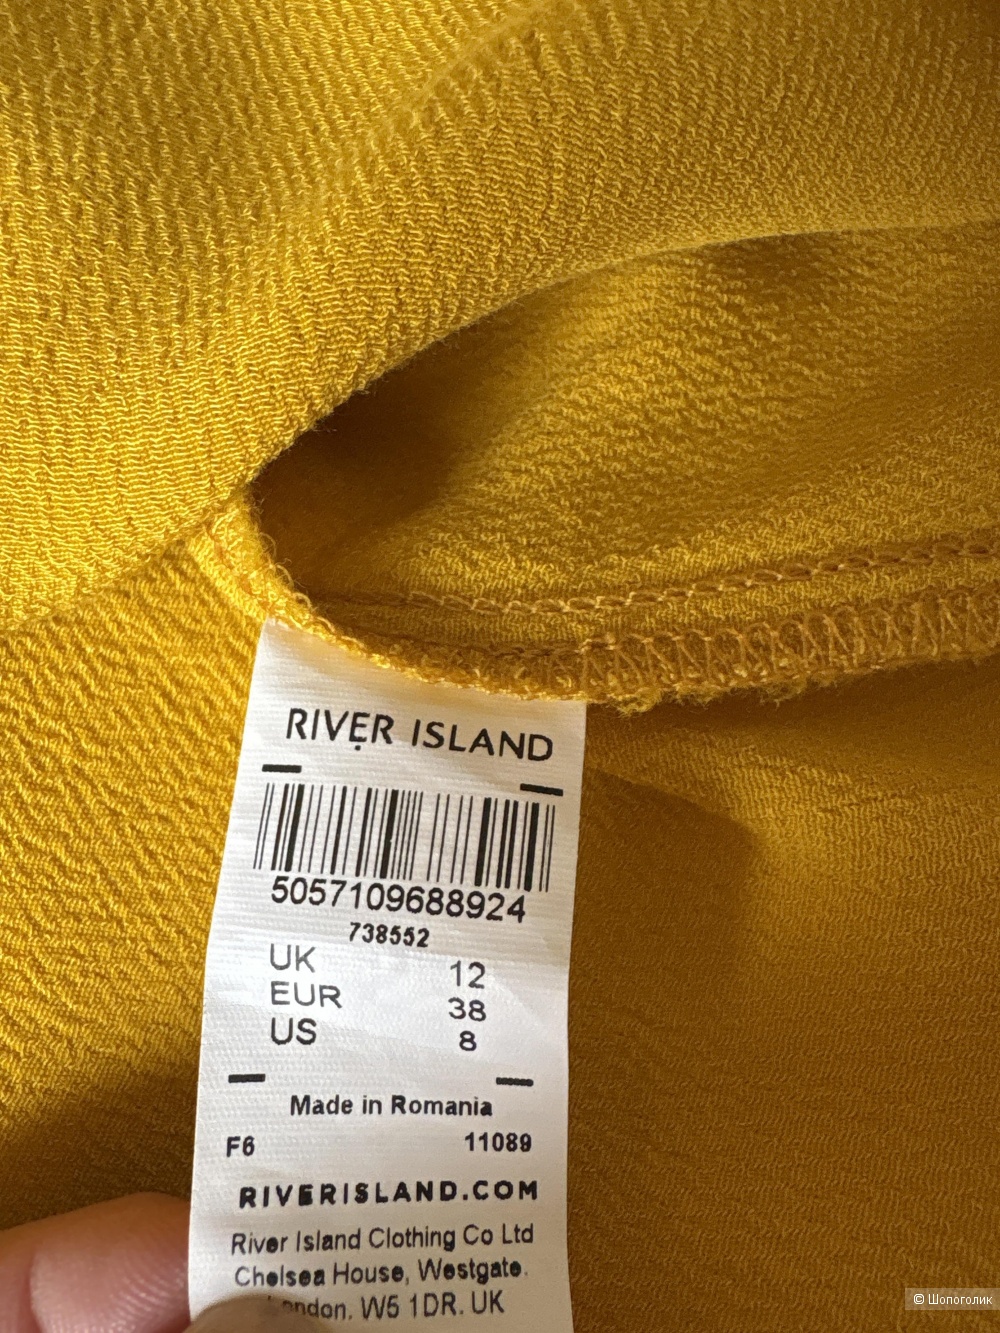 RIVER ISLAND
5057109688924
738552
UK 12
EUR 38
US 8
Made in Romania
F6 11089
RIVERISLAND.COM
River Island Clothing Co Ltd
Chelsea House, Westgate.
W5 1DR. UK
© Шопоголик